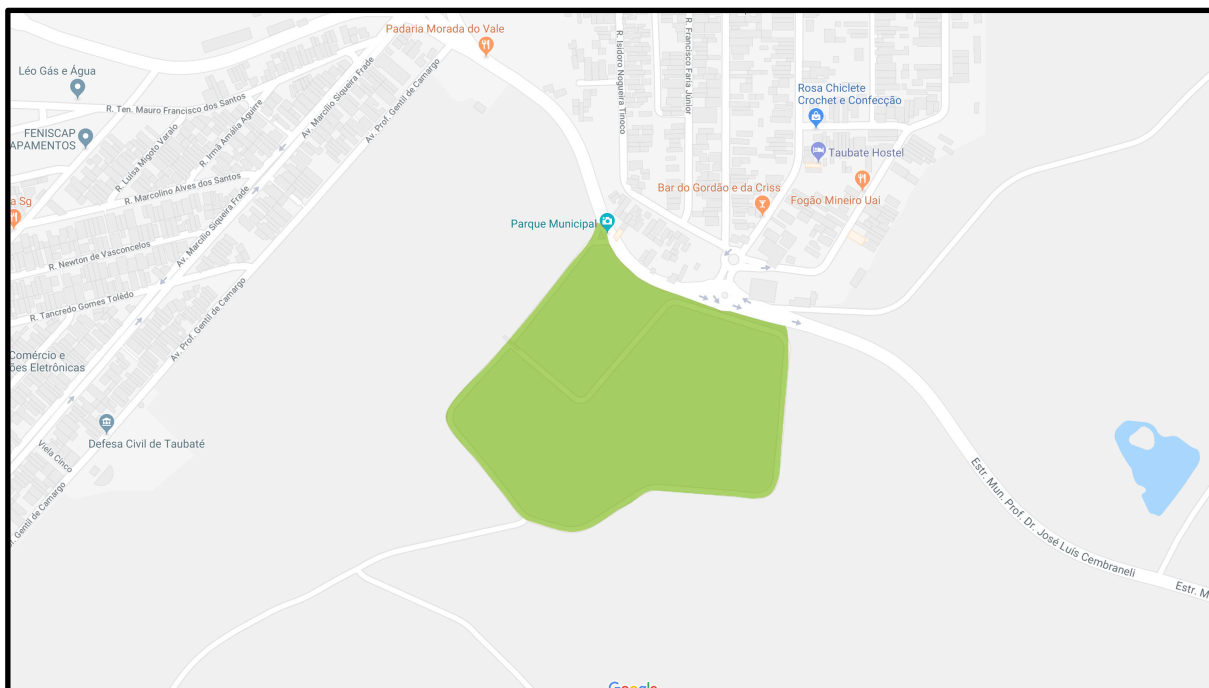 Padaria Morada do Vale
Léo Gás e Água
R. Ten. Mauro Francisco dos Santos
FENISCAP
APAMENTOS
R. Luisa Migoto Varalo
R. Irmã Amália Aguirre
Av. Marcílio Siqueira Frade
Av. Prof. Gentil de Camargo
R. Isidoro Nogueira Tinoco
R. Francisco Faria Júnior
Rosa Chiclete
Crochet e Confecção
Taubate Hostel
Bar do Gordão e da Criss
Fogão Mineiro Uai
a Sg
R. Marcolino Alves dos Santos
Av. Marcílio Siqueira Frade
Parque Municipal
R. Newton de Vasconcelos
R. Tancredo Gomes Tolêdo
Av. Prof. Gentil de Camargo
Comércio e
ões Eletrônicas
Defesa Civil de Taubaté
Viela Cinco
f. Gentil de Camargo
Estr. Mun. Prof. Dr. José Luís Cembraneli
Estr. M
Google